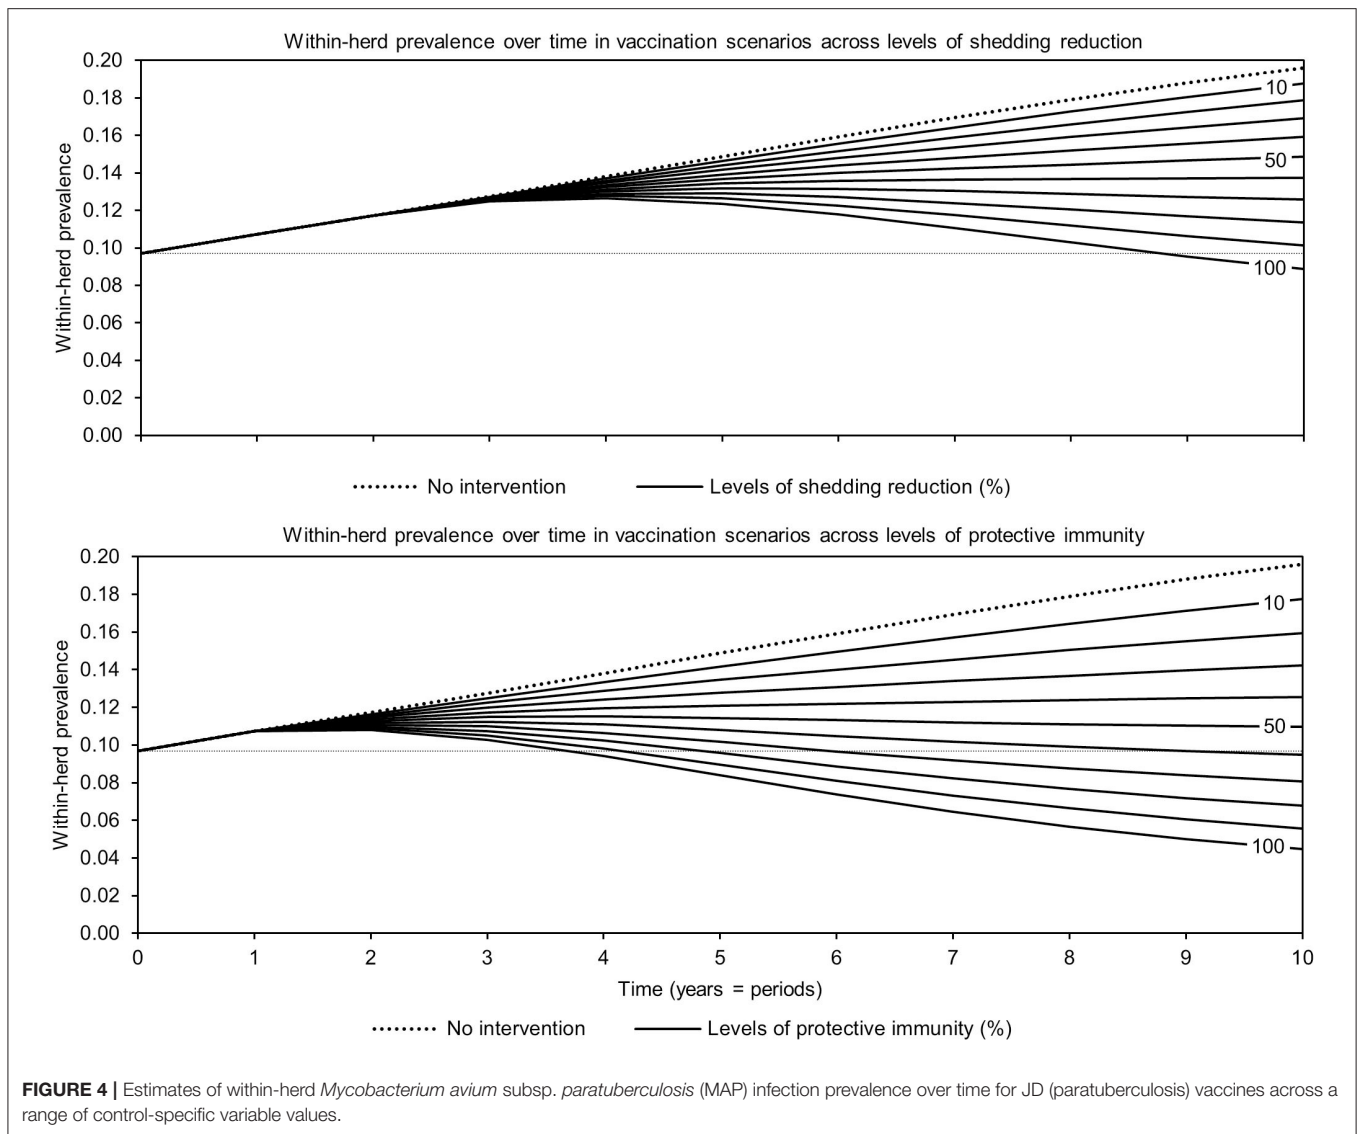 Within-herd prevalence over time in vaccination scenarios across levels of shedding reduction
Within-herd prevalence
0.20
0.18
0.16
0.14
0.12
0.10
0.08
0.06
0.04
0.02
0.00
10
50
100
No intervention
Levels of shedding reduction (%)
Within-herd prevalence over time in vaccination scenarios across levels of protective immunity
Within-herd prevalence
0.20
0.18
0.16
0.14
0.12
0.10
0.08
0.06
0.04
0.02
0.00
10
50
100
0 1 2 3 4 5 6 7 8 9 10
Time (years = periods)
No intervention
Levels of protective immunity (%)
FIGURE 4 | Estimates of within-herd Mycobacterium avium subsp. paratuberculosis (MAP) infection prevalence over time for JD (paratuberculosis) vaccines across a
range of control-specific variable values.